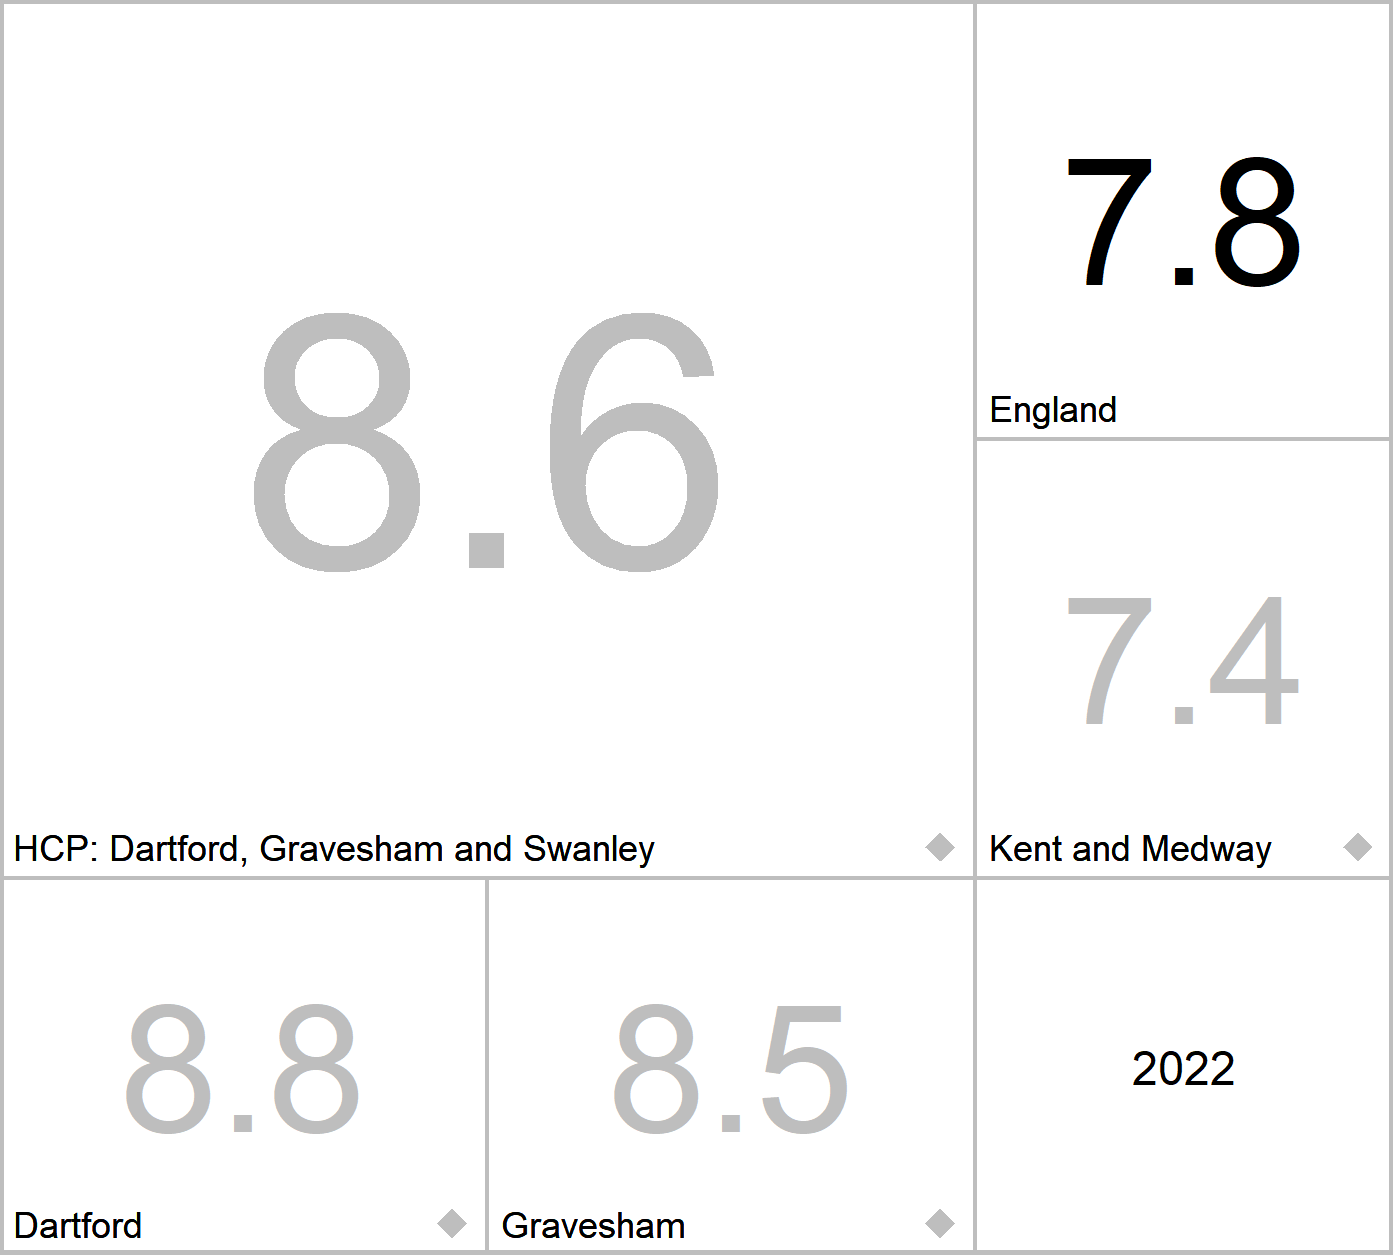 8.6
HCP: Dartford, Gravesham and Swanley
7.8
England
7.4
Kent and Medway
8.8
Dartford
8.5
Gravesham
2022